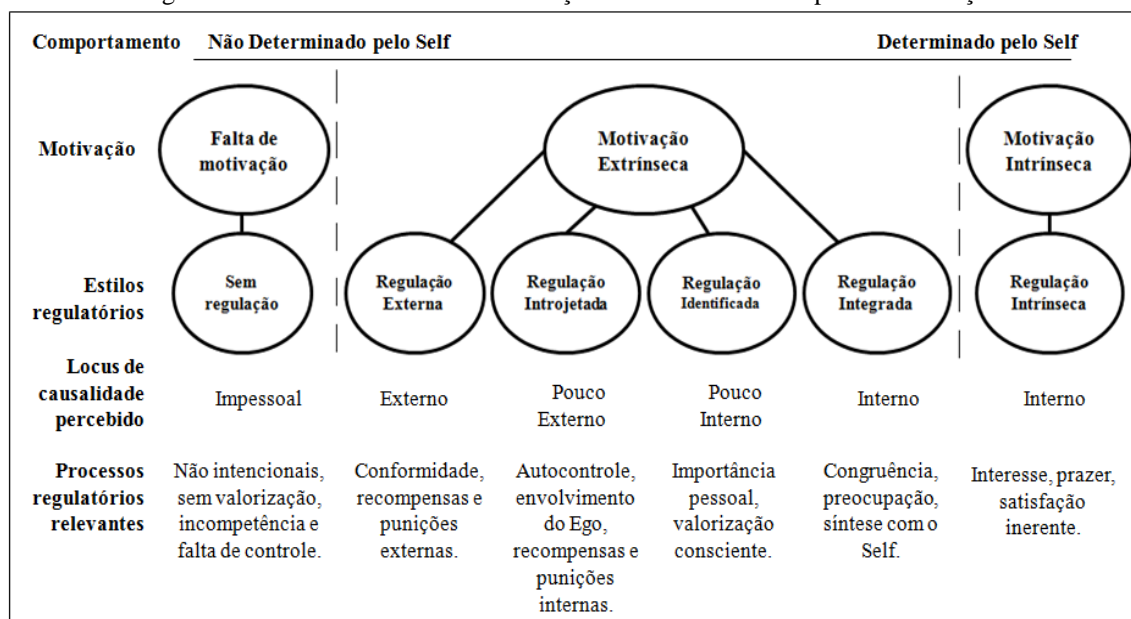 Comportamento Não Determinado pelo Self Determinado pelo Self
Motivação
Falta de
motivação
Motivação
Extrínseca
Motivação
Intrínseca
Estilos
regulatórios
Sem
regulação
Regulação
Externa
Regulação
Introjetada
Regulação
Identificada
Regulação
Integrada
Regulação
Intrínseca
Locus de
causalidade
percebido
Impessoal
Externo
Pouco
Externo
Pouco
Interno
Interno
Interno
Processos
regulatórios
relevantes
Não intencionais,
sem valorização,
incompetência e
falta de controle.
Conformidade,
recompensas e
punições
externas.
Autocontrole,
envolvimento
do Ego,
recompensas e
punições
internas.
Importância
pessoal,
valorização
consciente.
Congruência,
preocupação,
síntese com o
Self.
Interesse, prazer,
satisfação
inerente.